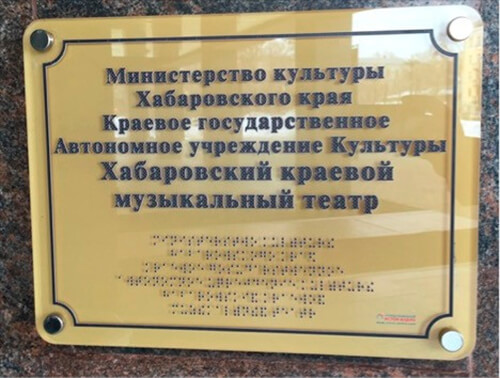 Министерство культуры
Хабаровского края
Краевое государственное
Автономное учреждение Культуры
Хабаровский краевой
музыкальный театр